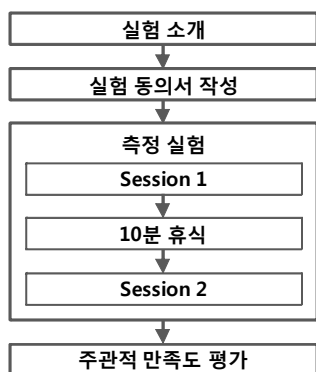 실험 소개
실험 동의서 작성
측정 실험
Session 1
10분 휴식
Session 2
주관적 만족도 평가